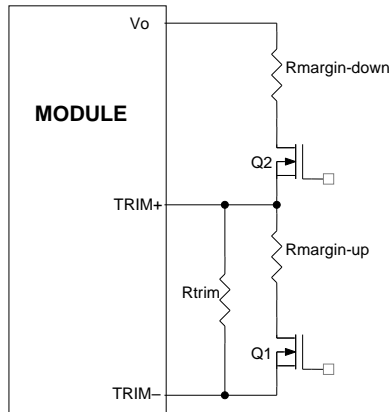 Vo
Rmargin-down
MODULE
Q2
TRIM+
Rmargin-up
Rtrim
Q1
TRIM–